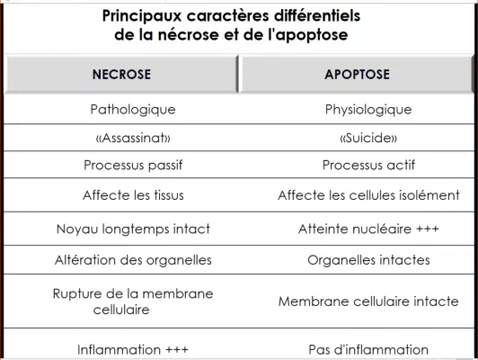 Principaux caractères différentiels
de la nécrose et de l'apoptose
NECROSE APOPTOSE
Pathologique Physiologique
«Assassinat» «Suicide»
Processus passif Processus actif
Affecte les tissus Affecte les cellules isolément
Noyau longtemps intact Atteinte nucléaire +++
Altération des organelles Organelles intactes
Rupture de la membrane
cellulaire Membrane cellulaire intacte
Inflammation +++ Pas d'inflammation